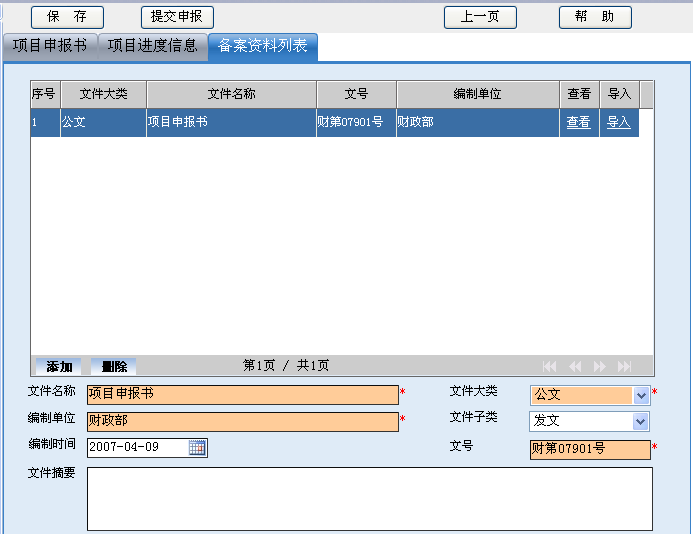 保 存 提交申报 上一页 帮 助
项目申报书 项目进度信息 备案资料列表
序号 文件大类 文件名称 文号 编制单位 查看 导入
1 公文 项目申报书 财第07901号 财政部 查看 导入
添加 删除 第1页 / 共1页
文件名称 项目申报书 * 文件大类 公文 *
编制单位 财政部 * 文件子类 发文
编制时间 2007-04-09 文号 财第07901号 *
文件摘要